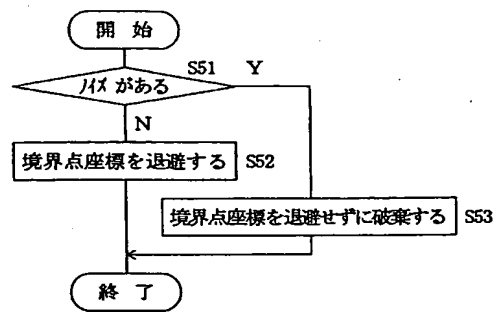 開 始
S51 Y
ノイズ がある
N
境界点座標を退避する S52
境界点座標を退避せずに破棄する S53
終 了